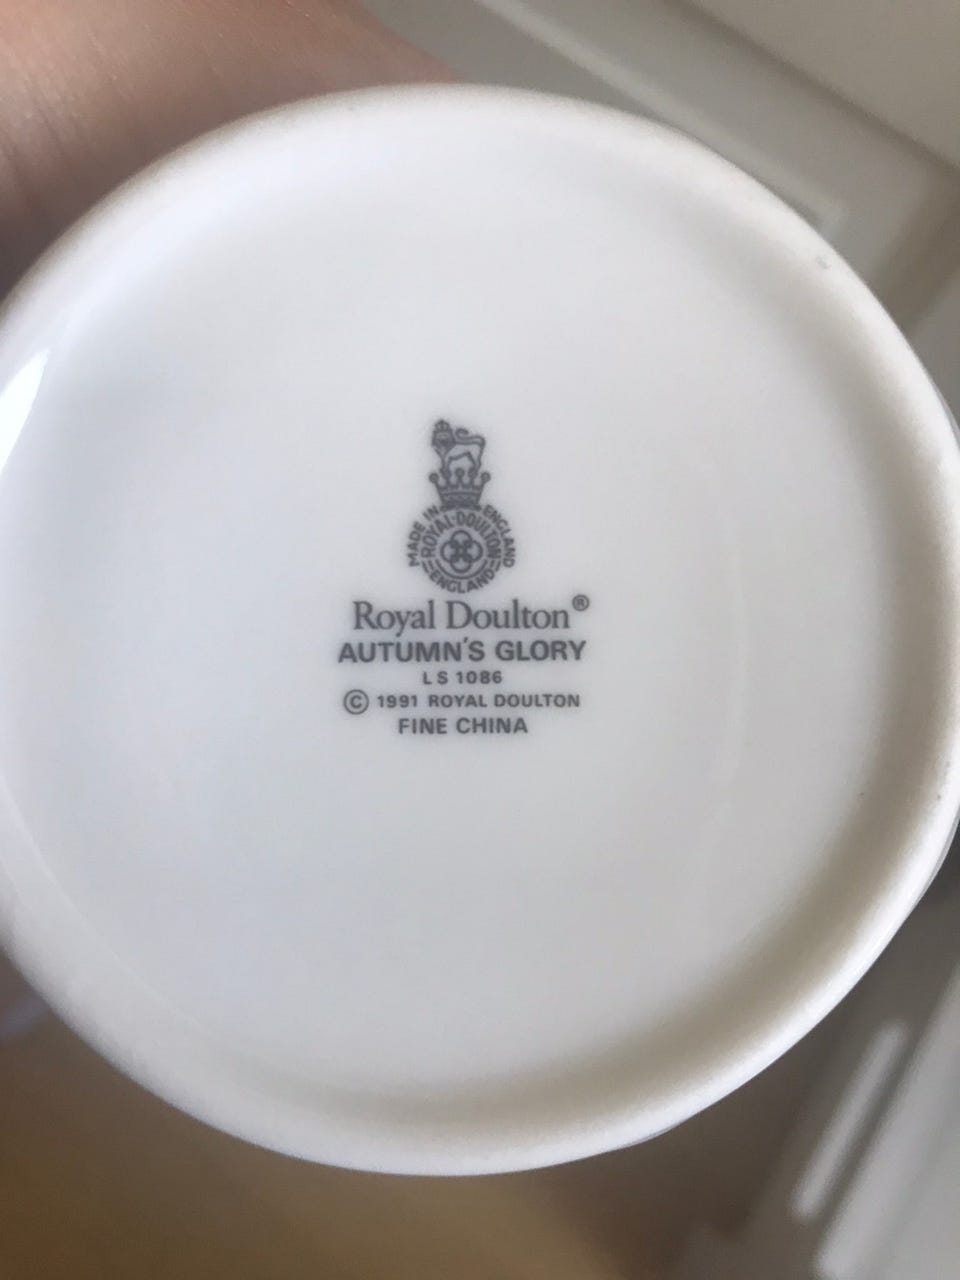 MADE IN ENGLAND
ROYAL·DOULTON
ENGLAND
Royal Doulton®
AUTUMN'S GLORY
LS 1086
© 1991 ROYAL DOULTON
FINE CHINA